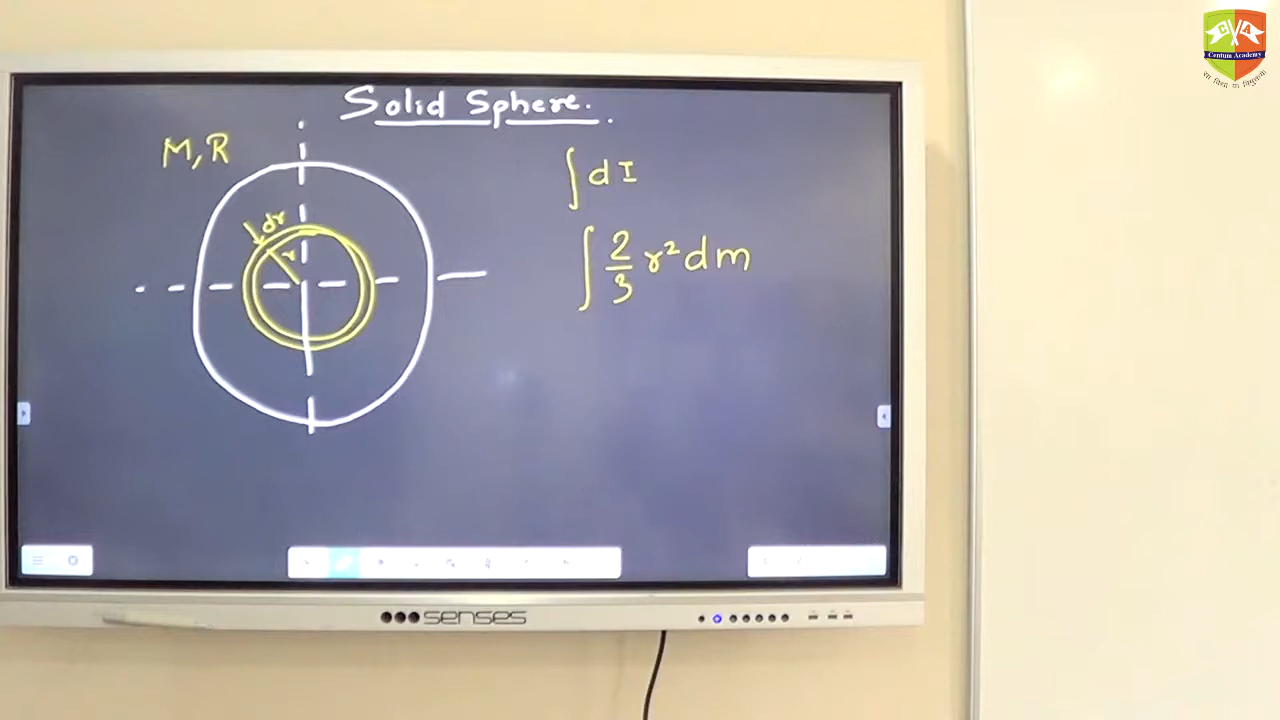 Solid Sphere.
M, R
∫ dI
dr
r
∫ 2/3 r² dm
senses
C A
Centum Academy